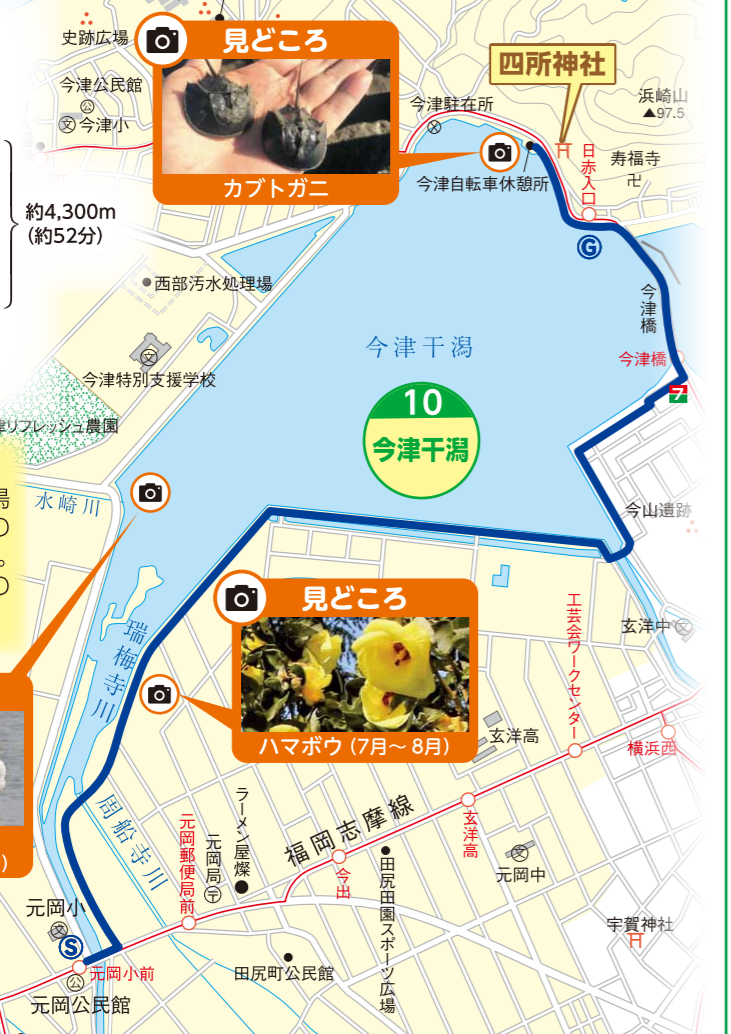 史跡広場
見どころ
カブトガニ
今津公民館
公
文
今津小
約4,300m
(約52分)
四所神社
今津駐在所
浜崎山
▲97.5
日赤入口
寿福寺
卍
今津自転車休憩所
G
西部汚水処理場
今津橋
今津干潟
今津橋
文
今津特別支援学校
7
10
今津干潟
リフレッシュ農園
水崎川
場
今山遺跡
瑞梅寺川
見どころ
ハマボウ (7月～8月)
工芸会ワークセンター
玄洋中
文
玄洋高
横浜西
周船寺川
ラーメン屋燦
福岡志摩線
玄洋高
元岡郵便局前
元岡局
〒
今出
田尻田園スポーツ広場
文
元岡中
)
元岡小
文
S
宇賀神社
元岡小前
公
田尻町公民館
元岡公民館